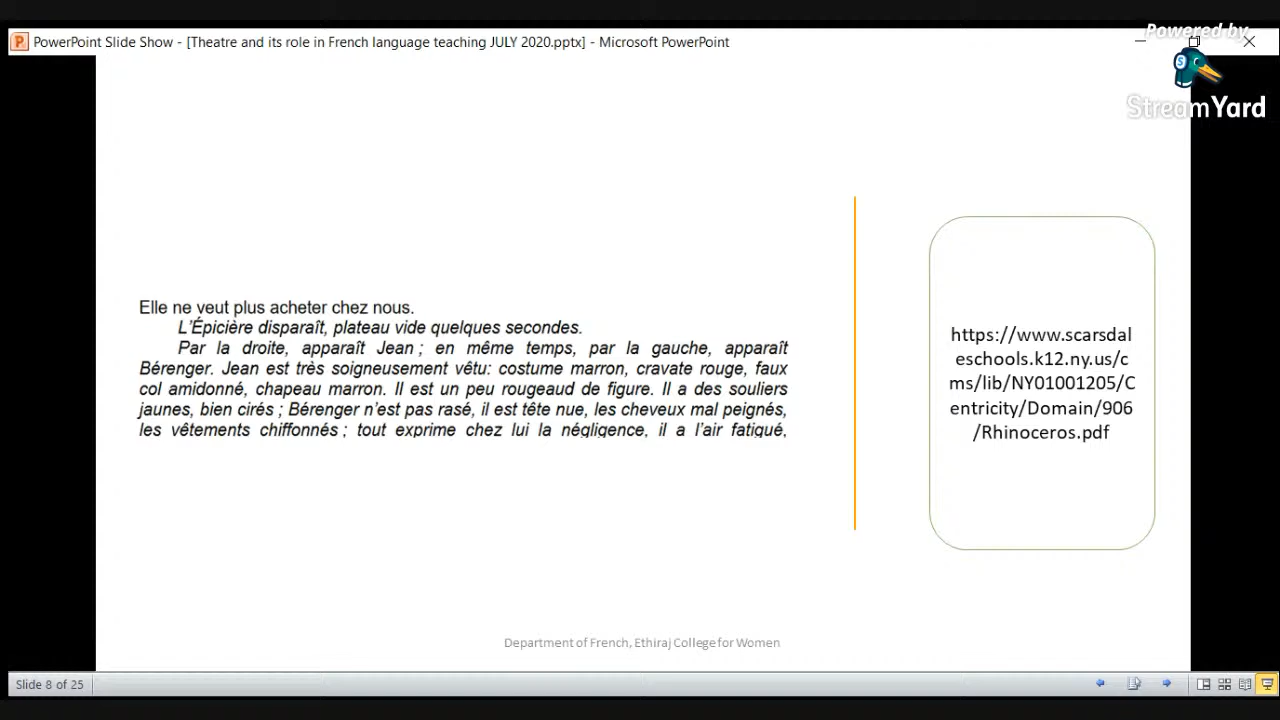 PowerPoint Slide Show - [Theatre and its role in French language teaching JULY 2020.pptx] - Microsoft PowerPoint
Powered by
StreamYard
Elle ne veut plus acheter chez nous.
L’Épicière disparaît, plateau vide quelques secondes.
Par la droite, apparaît Jean ; en même temps, par la gauche, apparaît
Bérenger. Jean est très soigneusement vêtu: costume marron, cravate rouge, faux
col amidonné, chapeau marron. Il est un peu rougeaud de figure. Il a des souliers
jaunes, bien cirés ; Bérenger n’est pas rasé, il est tête nue, les cheveux mal peignés,
les vêtements chiffonnés ; tout exprime chez lui la négligence, il a l’air fatigué,
https://www.scarsdal
eschools.k12.ny.us/c
ms/lib/NY01001205/C
entricity/Domain/906
/Rhinoceros.pdf
Department of French, Ethiraj College for Women
Slide 8 of 25